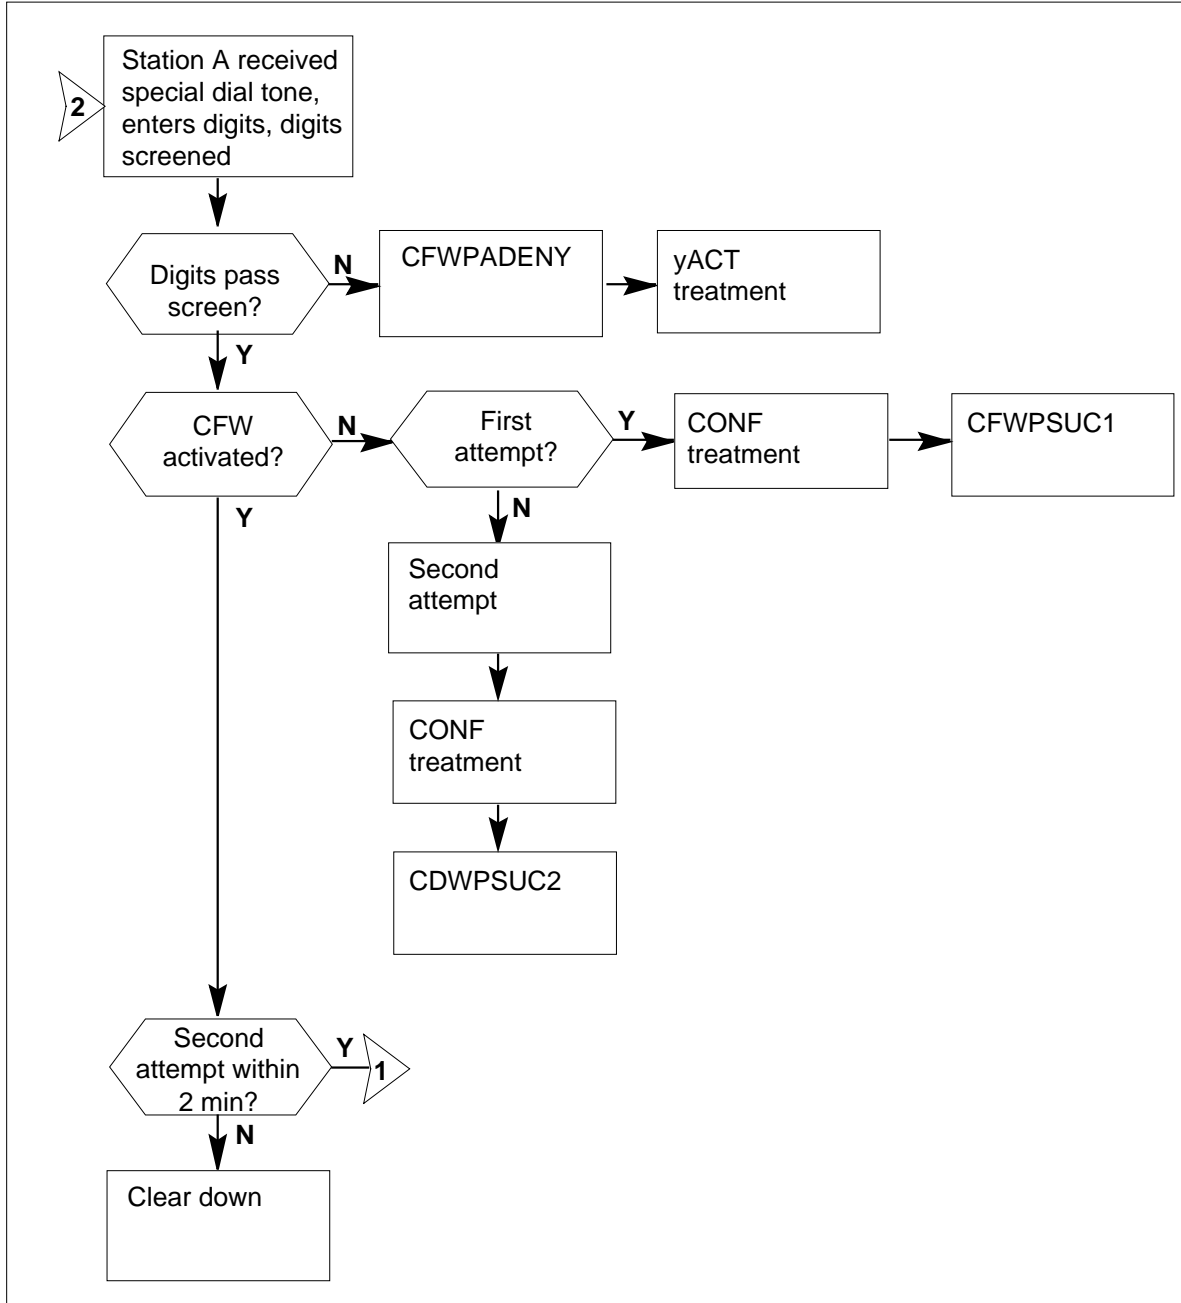 Station A received
special dial tone,
enters digits, digits
screened
2
Digits pass
screen?
N
CFWPADENY
yACT
treatment
Y
CFW
activated?
N
First
attempt?
Y
CONF
treatment
CFWPSUC1
Y
N
Second
attempt
CONF
treatment
CDWPSUC2
Second
attempt within
2 min?
Y
1
N
Clear down